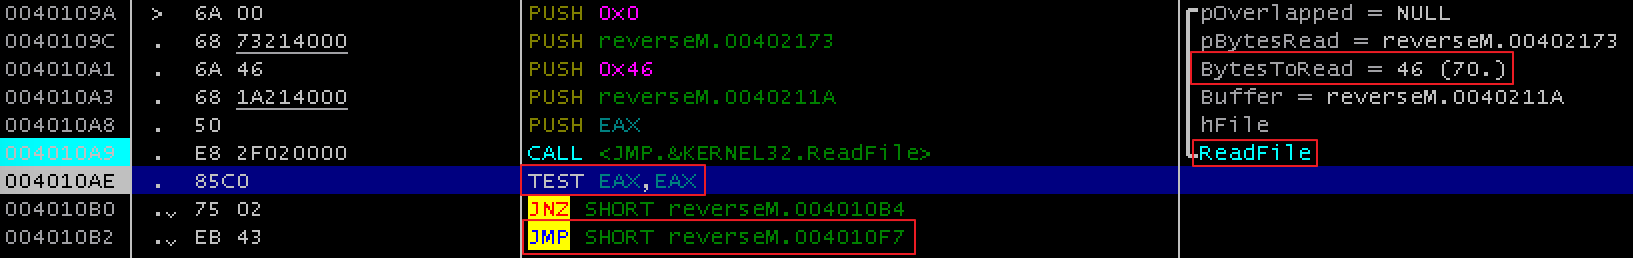 0040109A > 6A 00 PUSH 0x0 pOverlapped = NULL
0040109C . 68 73214000 PUSH reverseM.00402173 pBytesRead = reverseM.00402173
004010A1 . 6A 46 PUSH 0x46 BytesToRead = 46 (70.)
004010A3 . 68 1A214000 PUSH reverseM.0040211A Buffer = reverseM.0040211A
004010A8 . 50 PUSH EAX hFile
004010A9 . E8 2F020000 CALL <JMP.&KERNEL32.ReadFile> ReadFile
004010AE . 85C0 TEST EAX,EAX
004010B0 .v 75 02 JNZ SHORT reverseM.004010B4
004010B2 .v EB 43 JMP SHORT reverseM.004010F7